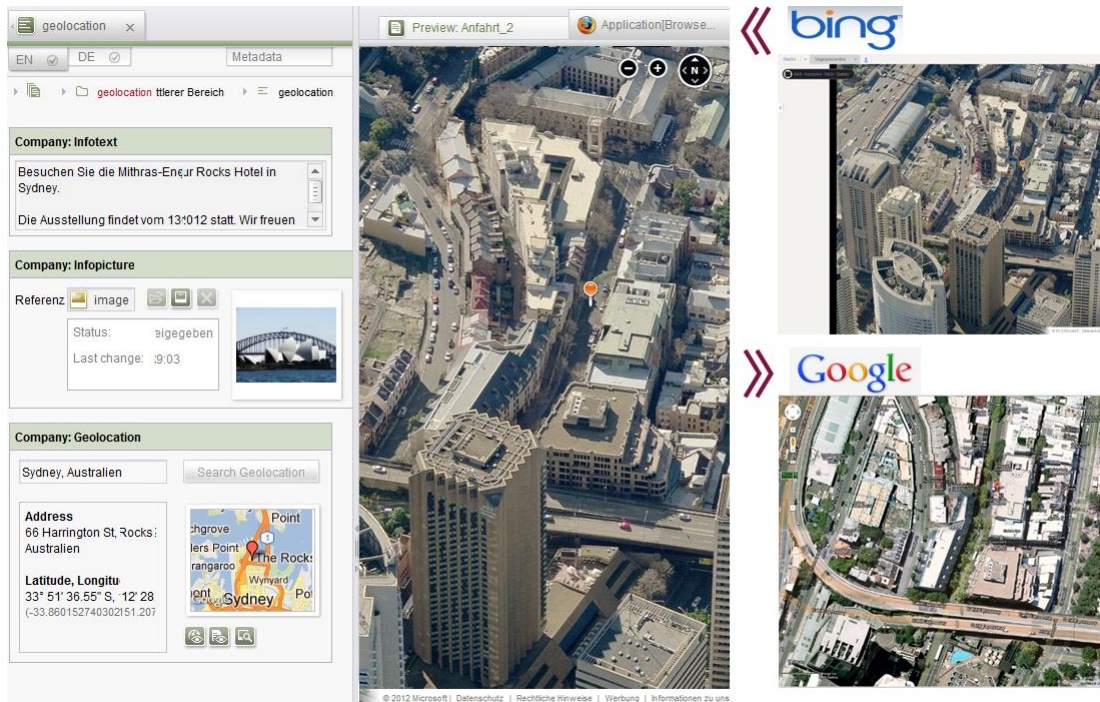 geolocation x
EN DE Metadata
geolocation ttlerer Bereich geolocation
Company: Infotext
Besuchen Sie die Mithras-Enqur Rocks Hotel in
Sydney.
Die Ausstellung findet vom 13 012 statt. Wir freuen
Company: Infopicture
Referenz image
Status: eigegeben
Last change: 9:03
Company: Geolocation
Sydney, Australien Search Geolocation
Address
66 Harrington St, Rocks
Australien
Latitude, Longitu
33° 51' 36.55" S, 12' 28
(-33.860152740302151.207
chgrove Point
lers Point The Rocks
rangaroo
Wynyard
ont Sydney Po
Google
Preview: Anfahrt_2
Application[Browse...
N
© 2012 Microsoft | Datenschutz | Rechtliche Hinweise | Werbung | Informationen zu uns
bing
Google